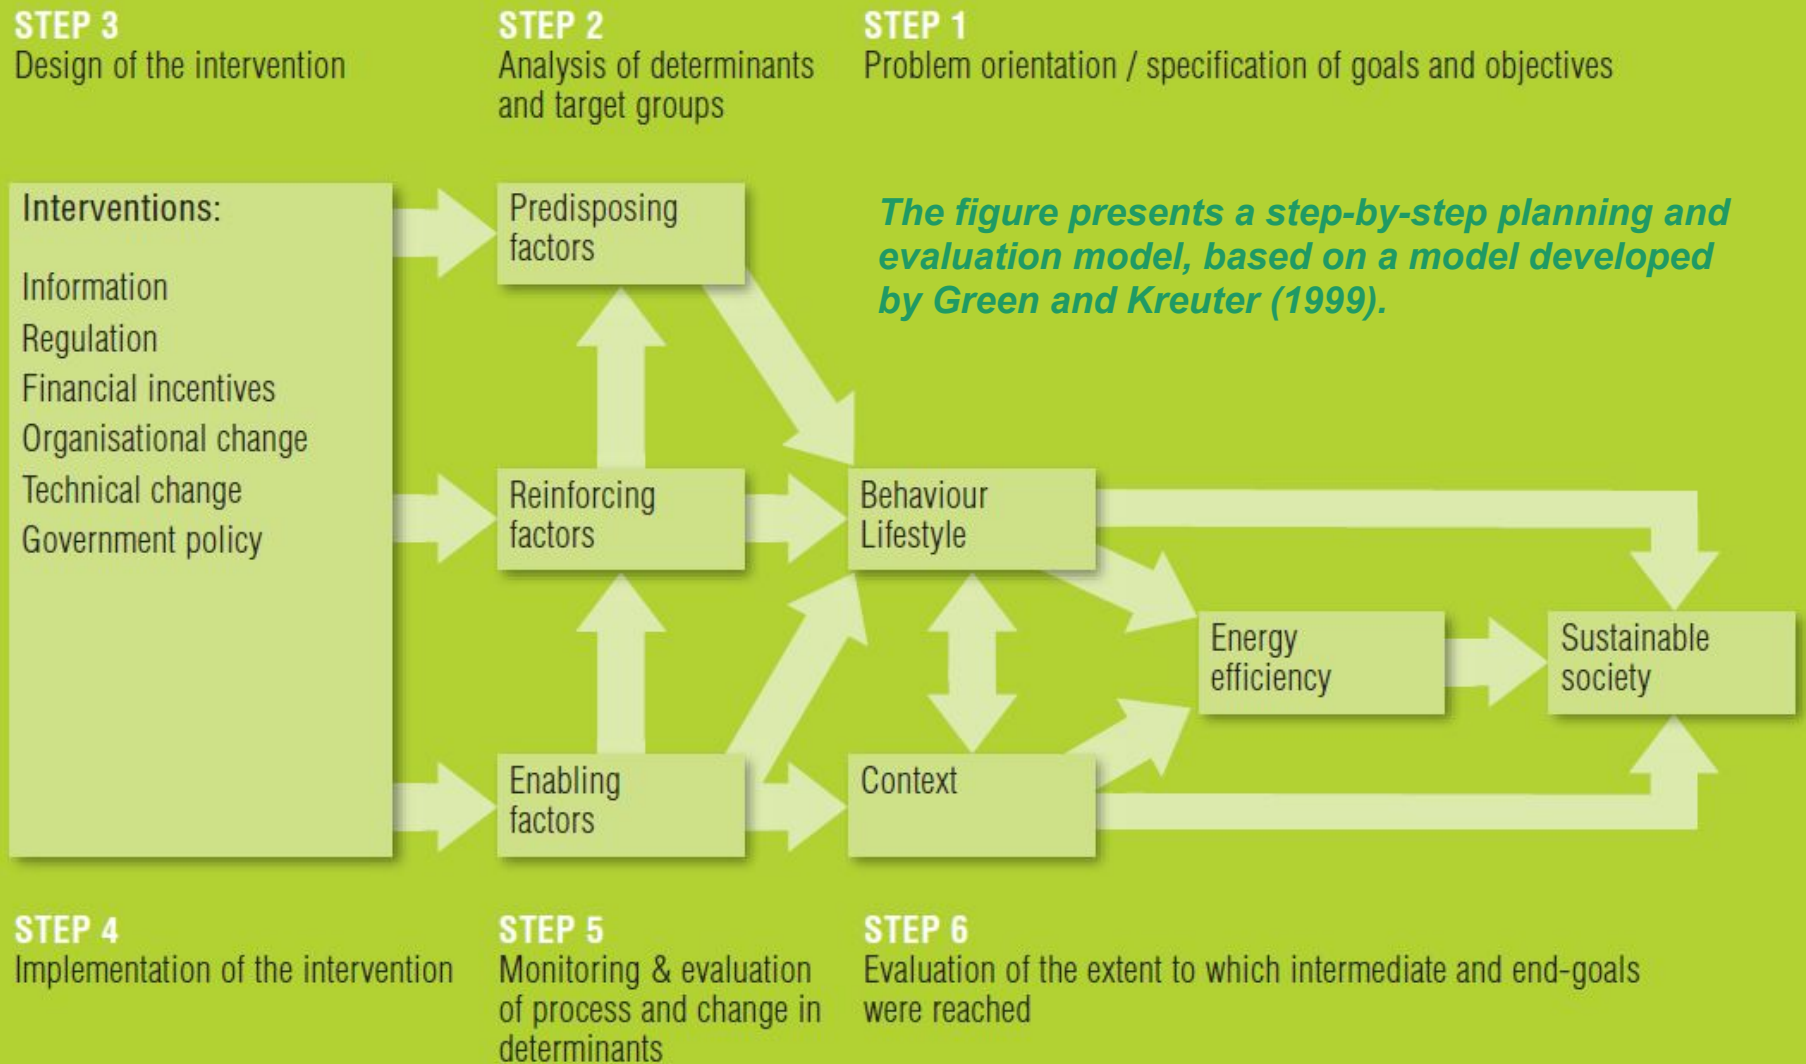 STEP 3
Design of the intervention
STEP 2
Analysis of determinants
and target groups
STEP 1
Problem orientation / specification of goals and objectives
Interventions:
Information
Regulation
Financial incentives
Organisational change
Technical change
Government policy
Predisposing
factors
The figure presents a step-by-step planning and
evaluation model, based on a model developed
by Green and Kreuter (1999).
Reinforcing
factors
Behaviour
Lifestyle
Energy
efficiency
Sustainable
society
Enabling
factors
Context
STEP 4
Implementation of the intervention
STEP 5
Monitoring & evaluation
of process and change in
determinants
STEP 6
Evaluation of the extent to which intermediate and end-goals
were reached